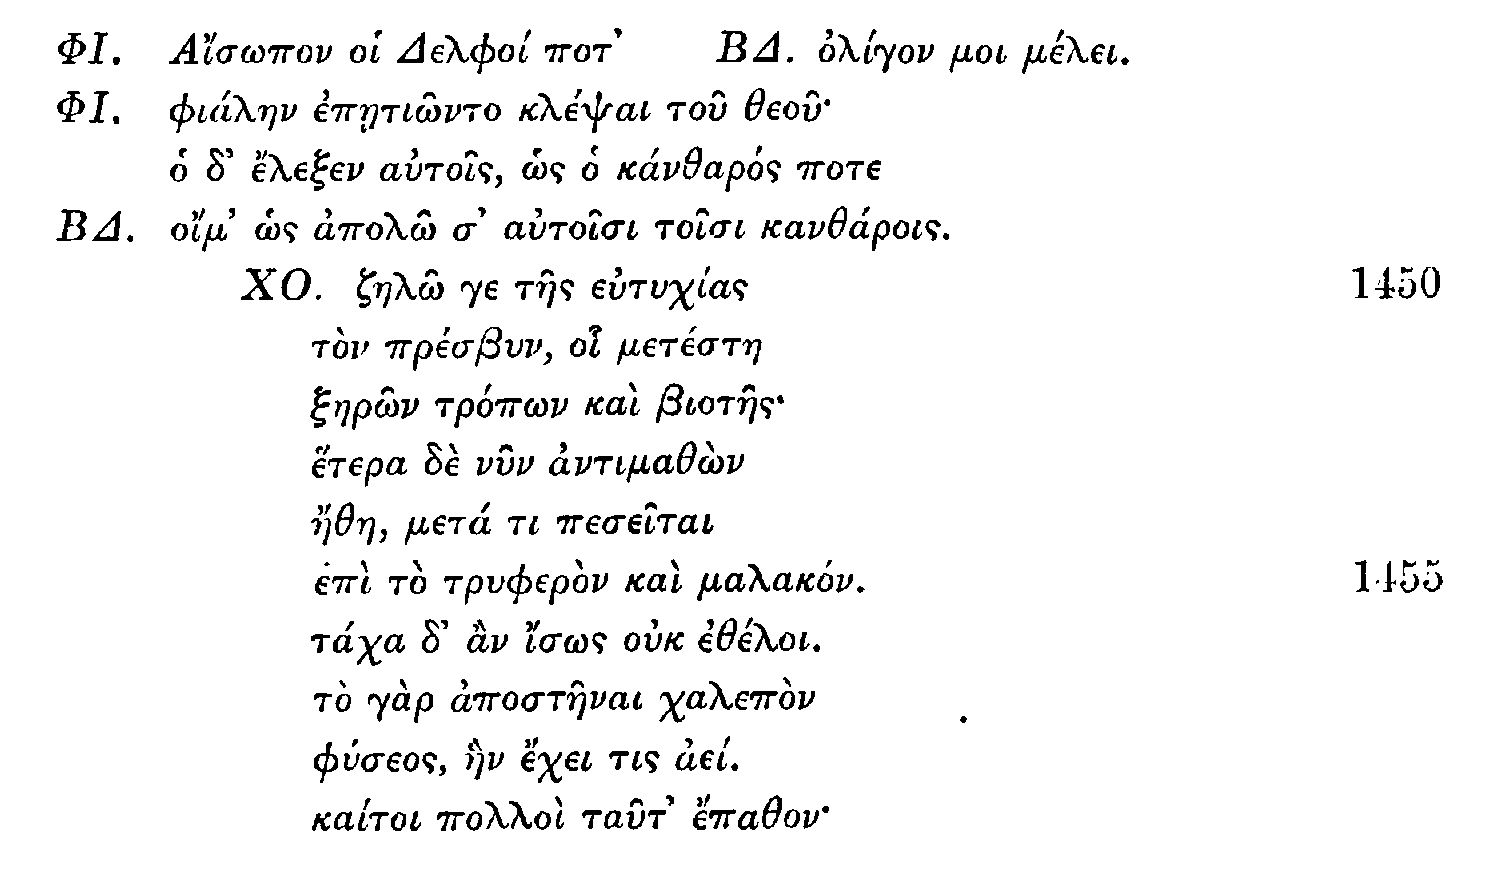 ΦΙ. Αἴσωπον οἱ Δελφοί ποτ’ ΒΔ. ὀλίγον μοι μέλει.
ΦΙ. φιάλην ἐπῃτιῶντο κλέψαι τοῦ θεοῦ·
ὁ δ’ ἔλεξεν αὐτοῖς, ὡς ὁ κάνθαρός ποτε
ΒΔ. οἴμ’ ὡς ἀπολῶ σ’ αὐτοῖσι τοῖσι κανθάροις.
ΧΟ. ζηλῶ γε τῆς εὐτυχίας 1450
τὸν πρέσβυν, οἷ μετέστη
ξηρῶν τρόπων καὶ βιοτῆς·
ἕτερα δὲ νῦν ἀντιμαθὼν
ἤθη, μετά τι πεσεῖται
ἐπὶ τὸ τρυφερὸν καὶ μαλακόν. 1455
τάχα δ’ ἂν ἴσως οὐκ ἐθέλοι.
τὸ γὰρ ἀποστῆναι χαλεπὸν
φύσεος, ἣν ἔχει τις ἀεί.
καίτοι πολλοὶ ταῦτ’ ἔπαθον·